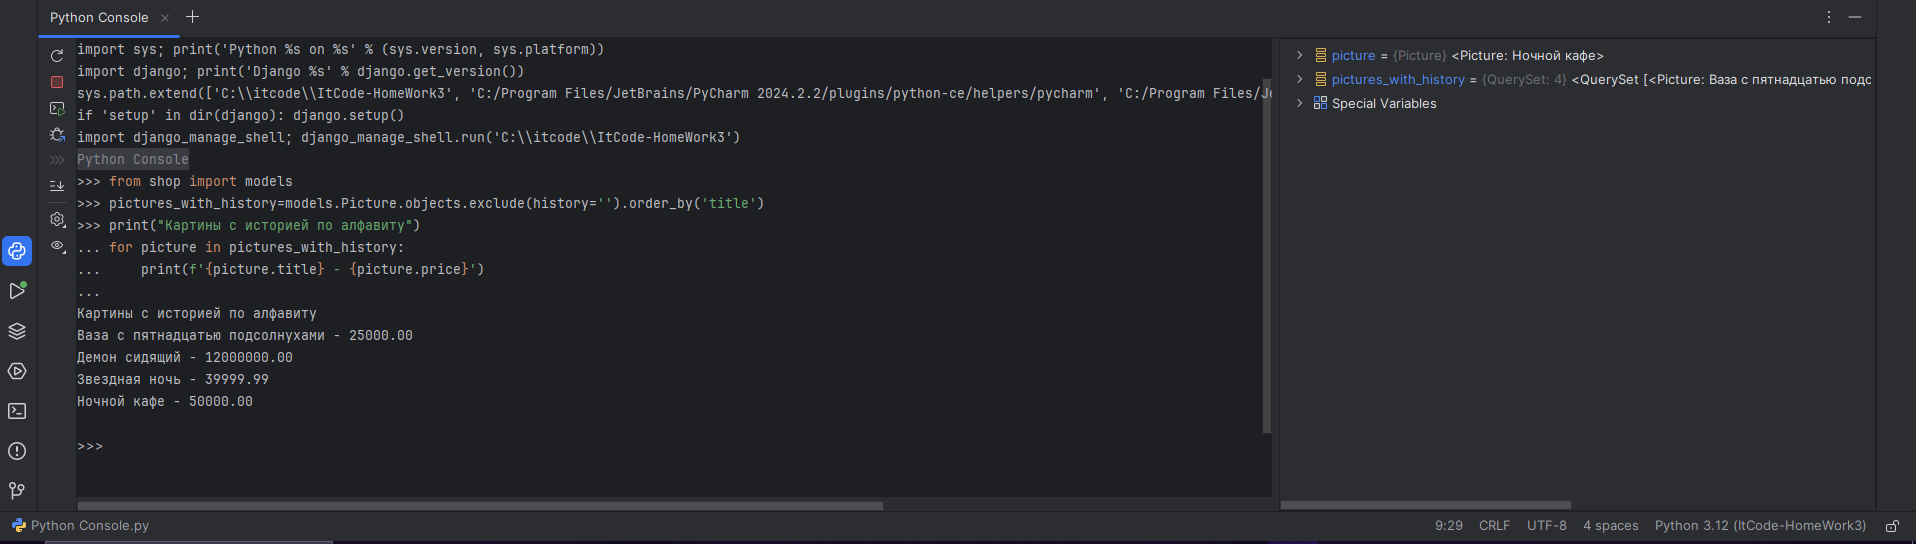 Python Console
import sys; print('Python %s on %s' % (sys.version, sys.platform))
import django; print('Django %s' % django.get_version())
sys.path.extend(['C:\\itcode\\ItCode-HomeWork3', 'C:/Program Files/JetBrains/PyCharm 2024.2.2/plugins/python-ce/helpers/pycharm', 'C:/Program Files/Je
if 'setup' in dir(django): django.setup()
import django_manage_shell; django_manage_shell.run('C:\\itcode\\ItCode-HomeWork3')
Python Console
>>> from shop import models
>>> pictures_with_history=models.Picture.objects.exclude(history='').order_by('title')
>>> print("Картины с историей по алфавиту")
... for picture in pictures_with_history:
...     print(f'{picture.title} - {picture.price}')
...
Картины с историей по алфавиту
Ваза с пятнадцатью подсолнухами - 25000.00
Демон сидящий - 12000000.00
Звездная ночь - 39999.99
Ночной кафе - 50000.00
>>>
picture = {Picture} <Picture: Ночной кафе>
pictures_with_history = {QuerySet: 4} <QuerySet [<Picture: Ваза с пятнадцатью подс
Special Variables
Python Console.py
9:29 CRLF UTF-8 4 spaces Python 3.12 (ItCode-HomeWork3)